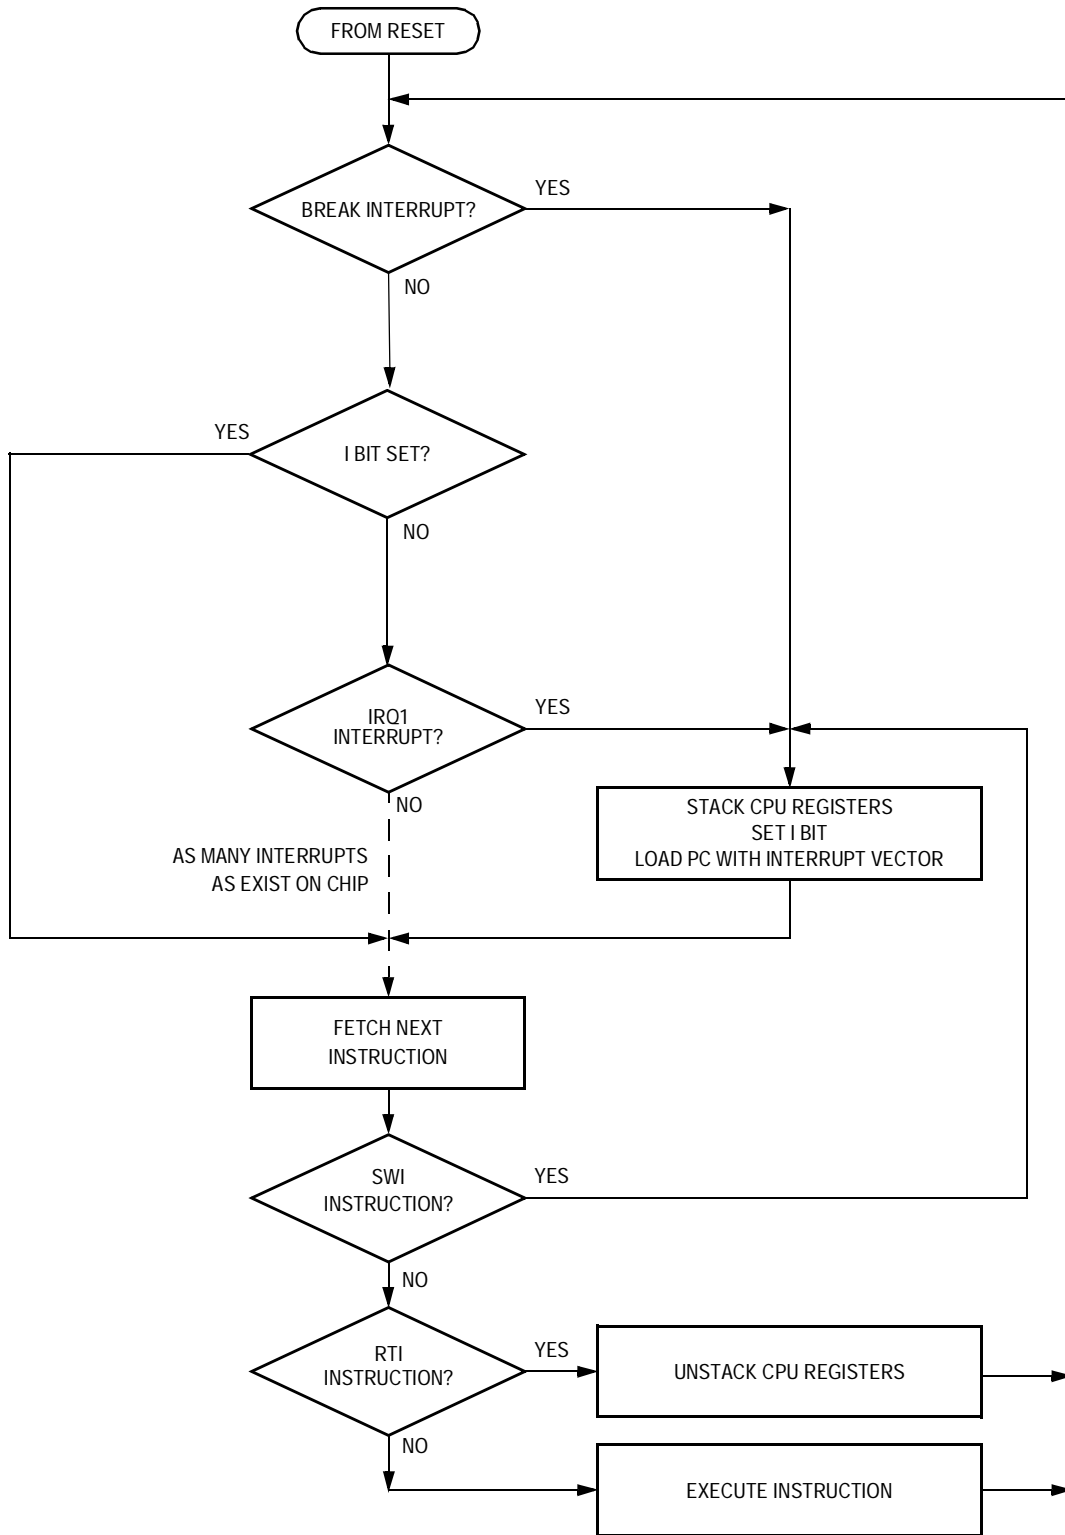 FROM RESET
BREAK INTERRUPT?
YES
NO
YES
I BIT SET?
NO
IRQ1
INTERRUPT?
YES
NO
STACK CPU REGISTERS
SET I BIT
LOAD PC WITH INTERRUPT VECTOR
AS MANY INTERRUPTS
AS EXIST ON CHIP
FETCH NEXT
INSTRUCTION
SWI
INSTRUCTION?
YES
NO
RTI
INSTRUCTION?
YES
UNSTACK CPU REGISTERS
NO
EXECUTE INSTRUCTION